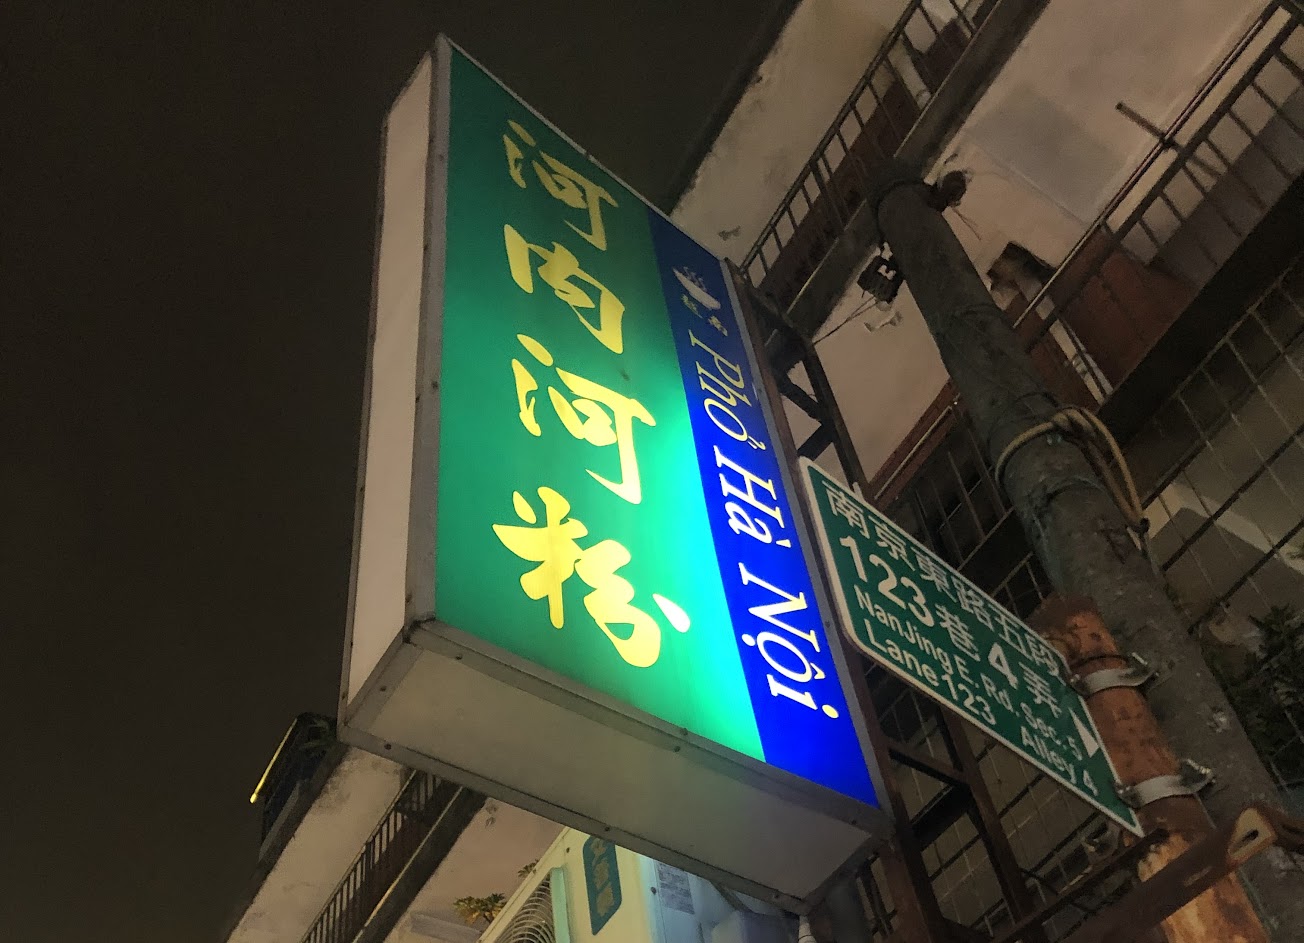 河內河粉
Phở Hà Nội
南京東路五段
123巷4弄
NanJing E. Rd. Sec. 5
Lane 123 Alley 4